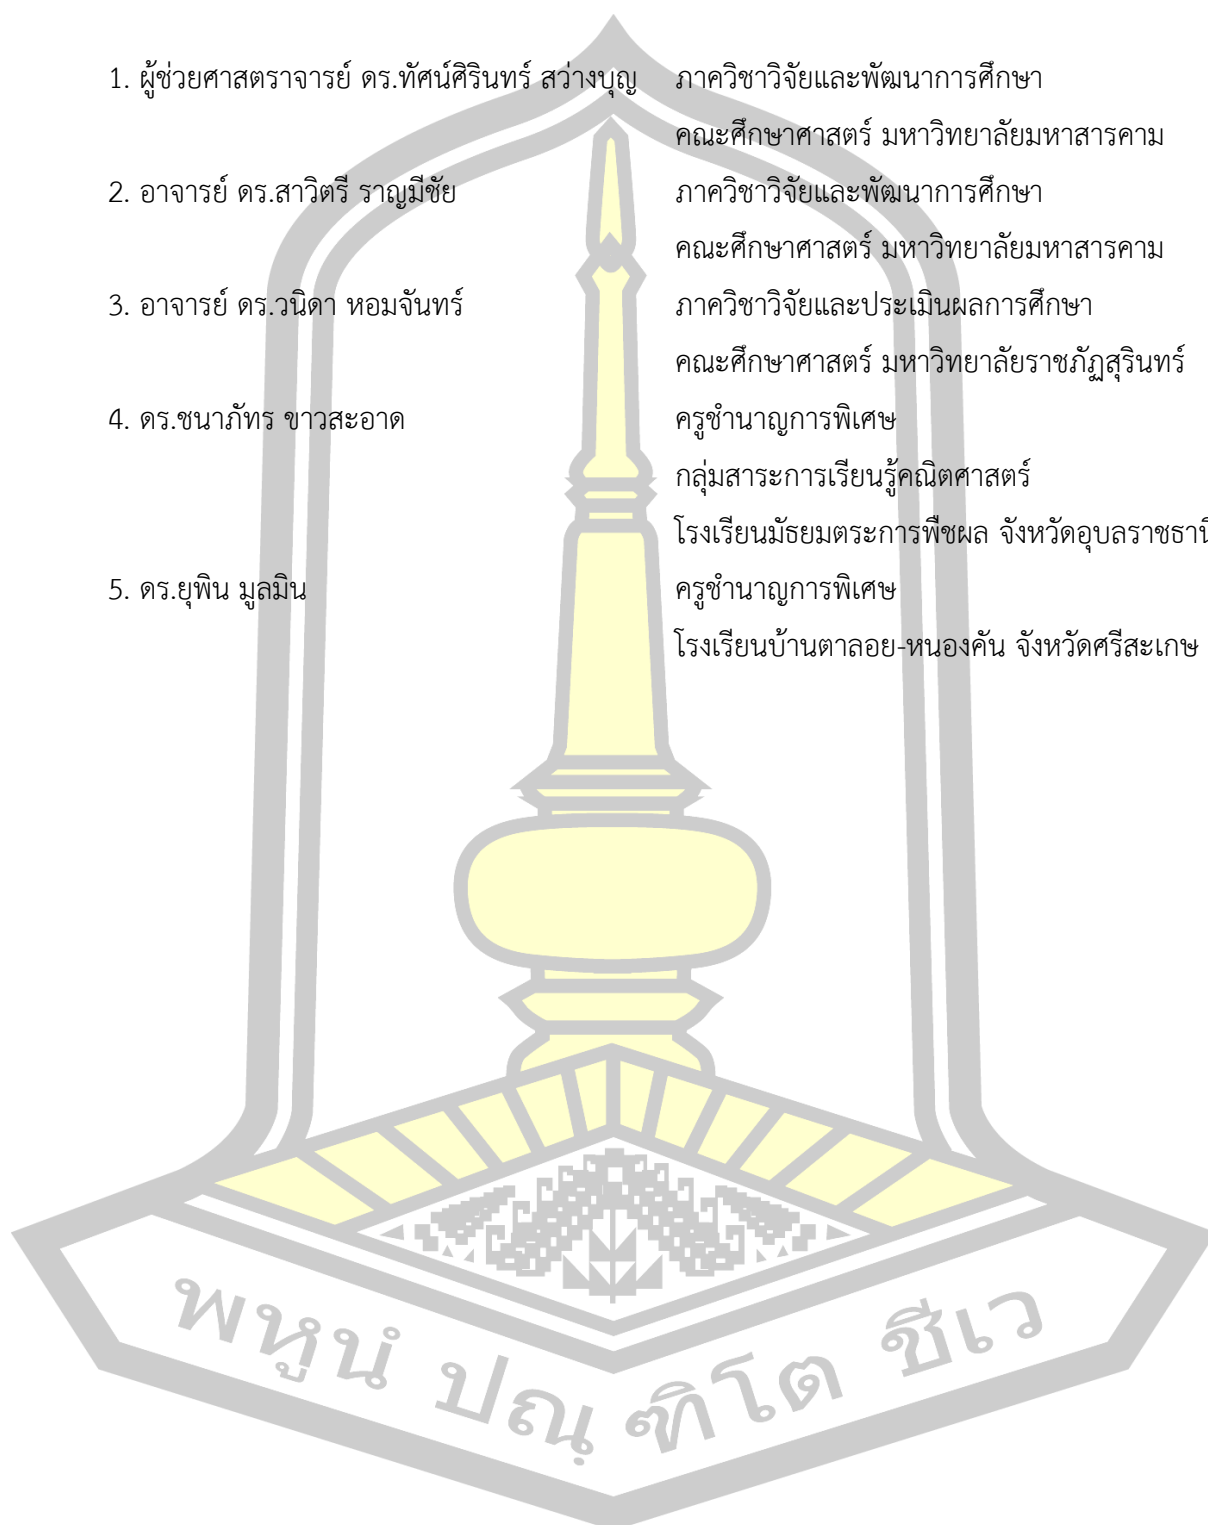 1. ผู้ช่วยศาสตราจารย์ ดร.ทัศน์ศิรินทร์ สว่างบุญ ภาควิชาวิจัยและพัฒนาการศึกษา
คณะศึกษาศาสตร์ มหาวิทยาลัยมหาสารคาม
2. อาจารย์ ดร.สาวิตรี ราญมีชัย ภาควิชาวิจัยและพัฒนาการศึกษา
คณะศึกษาศาสตร์ มหาวิทยาลัยมหาสารคาม
3. อาจารย์ ดร.วนิดา หอมจันทร์ ภาควิชาวิจัยและประเมินผลการศึกษา
คณะศึกษาศาสตร์ มหาวิทยาลัยราชภัฏสุรินทร์
4. ดร.ชนาภัทร ขาวสะอาด ครูชำนาญการพิเศษ
กลุ่มสาระการเรียนรู้คณิตศาสตร์
โรงเรียนมัธยมตระการพืชผล จังหวัดอุบลราชธานี
5. ดร.ยุพิน มูลมิน ครูชำนาญการพิเศษ
โรงเรียนบ้านตาลอย-หนองคัน จังหวัดศรีสะเกษ
พหูนํ ปณฺฑิโต ชีเว